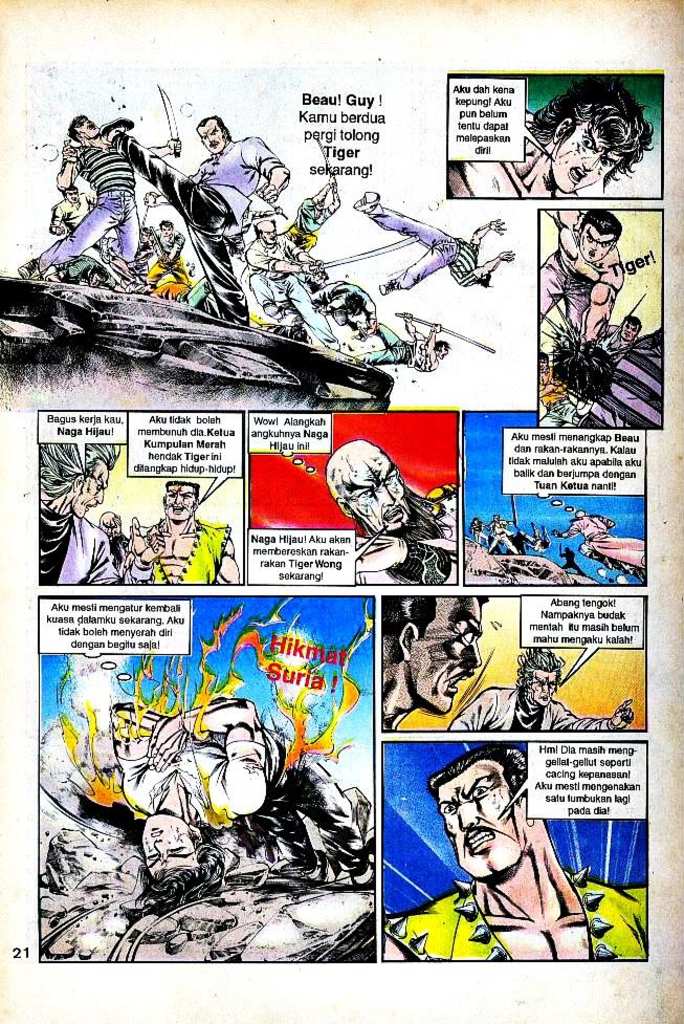 Beau! Guy !
Kamu berdua
pergi tolong
Tiger
sekarang!
Aku dah kena
kepung! Aku
pun belum
tentu dapat
melepaskan
diri!
Tiger!
Bagus kerja kau,
Naga Hijau!
Aku tidak boleh
membunuh dia.Ketua
Kumpulan Merah
hendak Tiger ini
ditangkap hidup-hidup!
Wow! Alangkah
angkuhnya Naga
Hijau ini!
Naga Hijau! Aku akan
membereskan rakan-
rakan Tiger Wong
sekarang!
Aku mesti menangkap Beau
dan rakan-rakannya. Kalau
tidak malulah aku apabila aku
balik dan berjumpa dengan
Tuan Ketua nanti!
Aku mesti mengatur kembali
kuasa dalamku sekarang. Aku
tidak boleh menyerah diri
dengan begitu saja!
Hikmat
Suria !
Abang tengok!
Nampaknya budak
mentah itu masih belum
mahu mengaku kalah!
Hm! Dia masih meng-
geliat-geliut seperti
cacing kepanasan!
Aku mesti mengenakan
satu tumbukan lagi
pada dia!
21